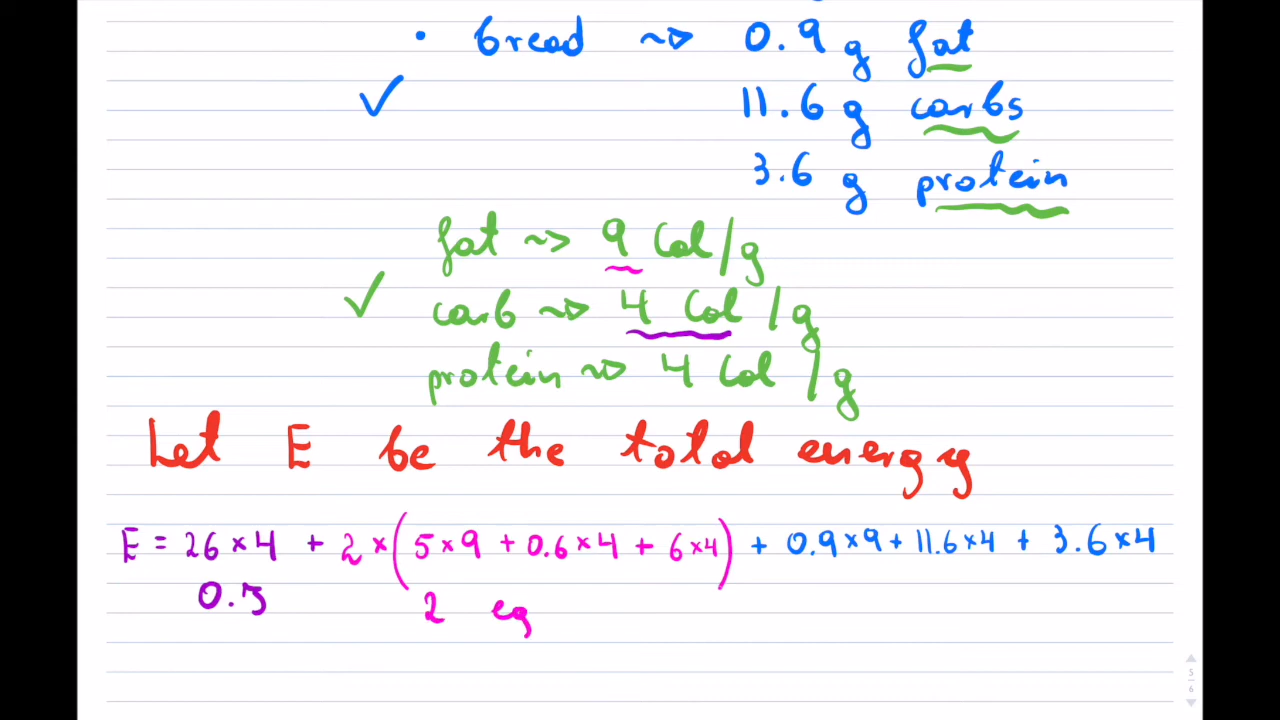 • bread ⇝ 0.9 g fat
✓ 11.6 g carbs
3.6 g protein
fat ⇝ 9 Cal/g
✓ carb ⇝ 4 Cal/g
protein ⇝ 4 Cal/g
Let E be the total energy
E = 26×4 + 2×(5×9 + 0.6×4 + 6×4) + 0.9×9 + 11.6×4 + 3.6×4
2 eg
5
6